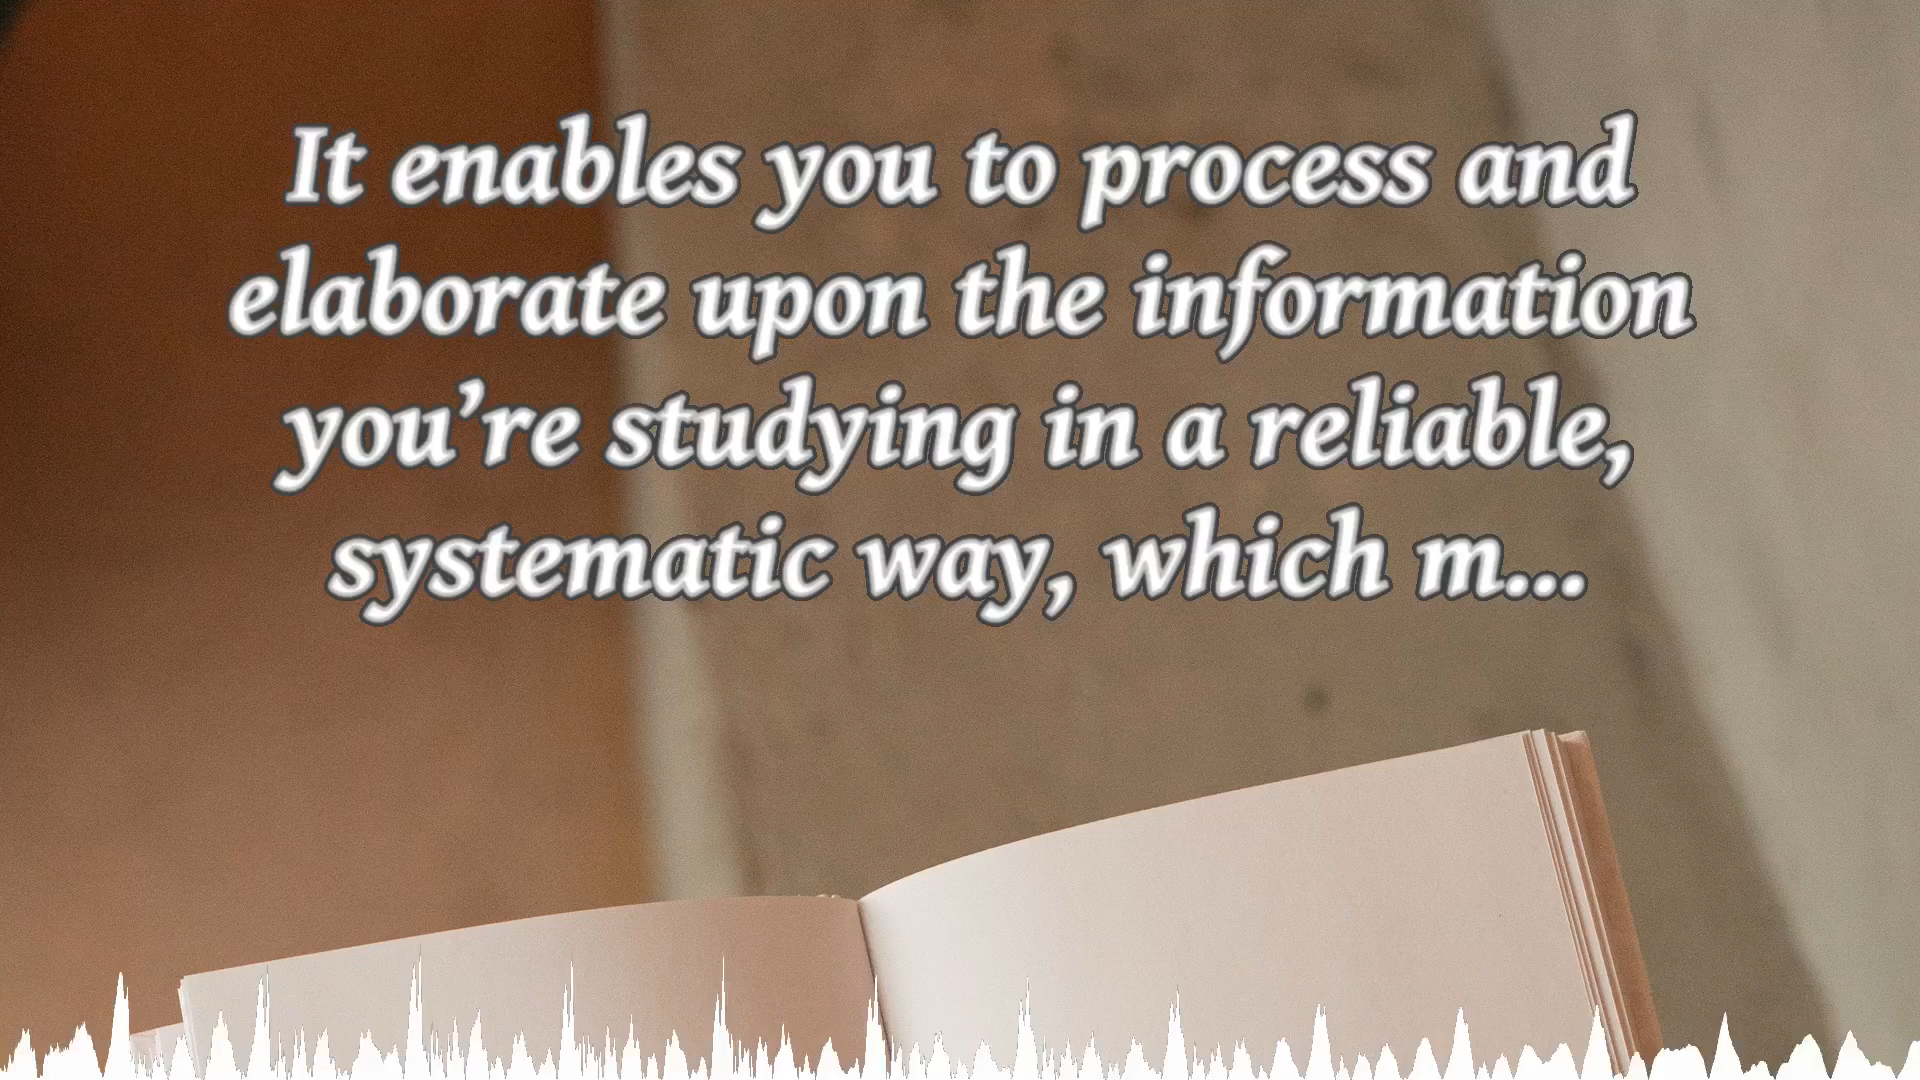 It enables you to process and
elaborate upon the information
you’re studying in a reliable,
systematic way, which m...